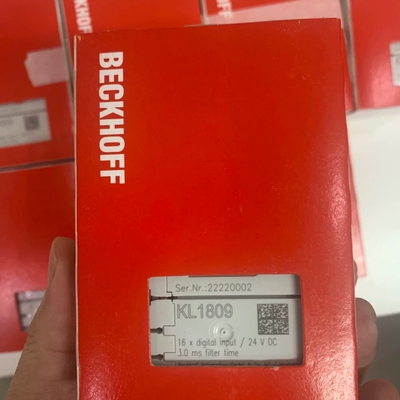 BECKHOFF
Ser.Nr.:22220002
KL1809
16 x digital input / 24 V DC
3.0 ms filter time